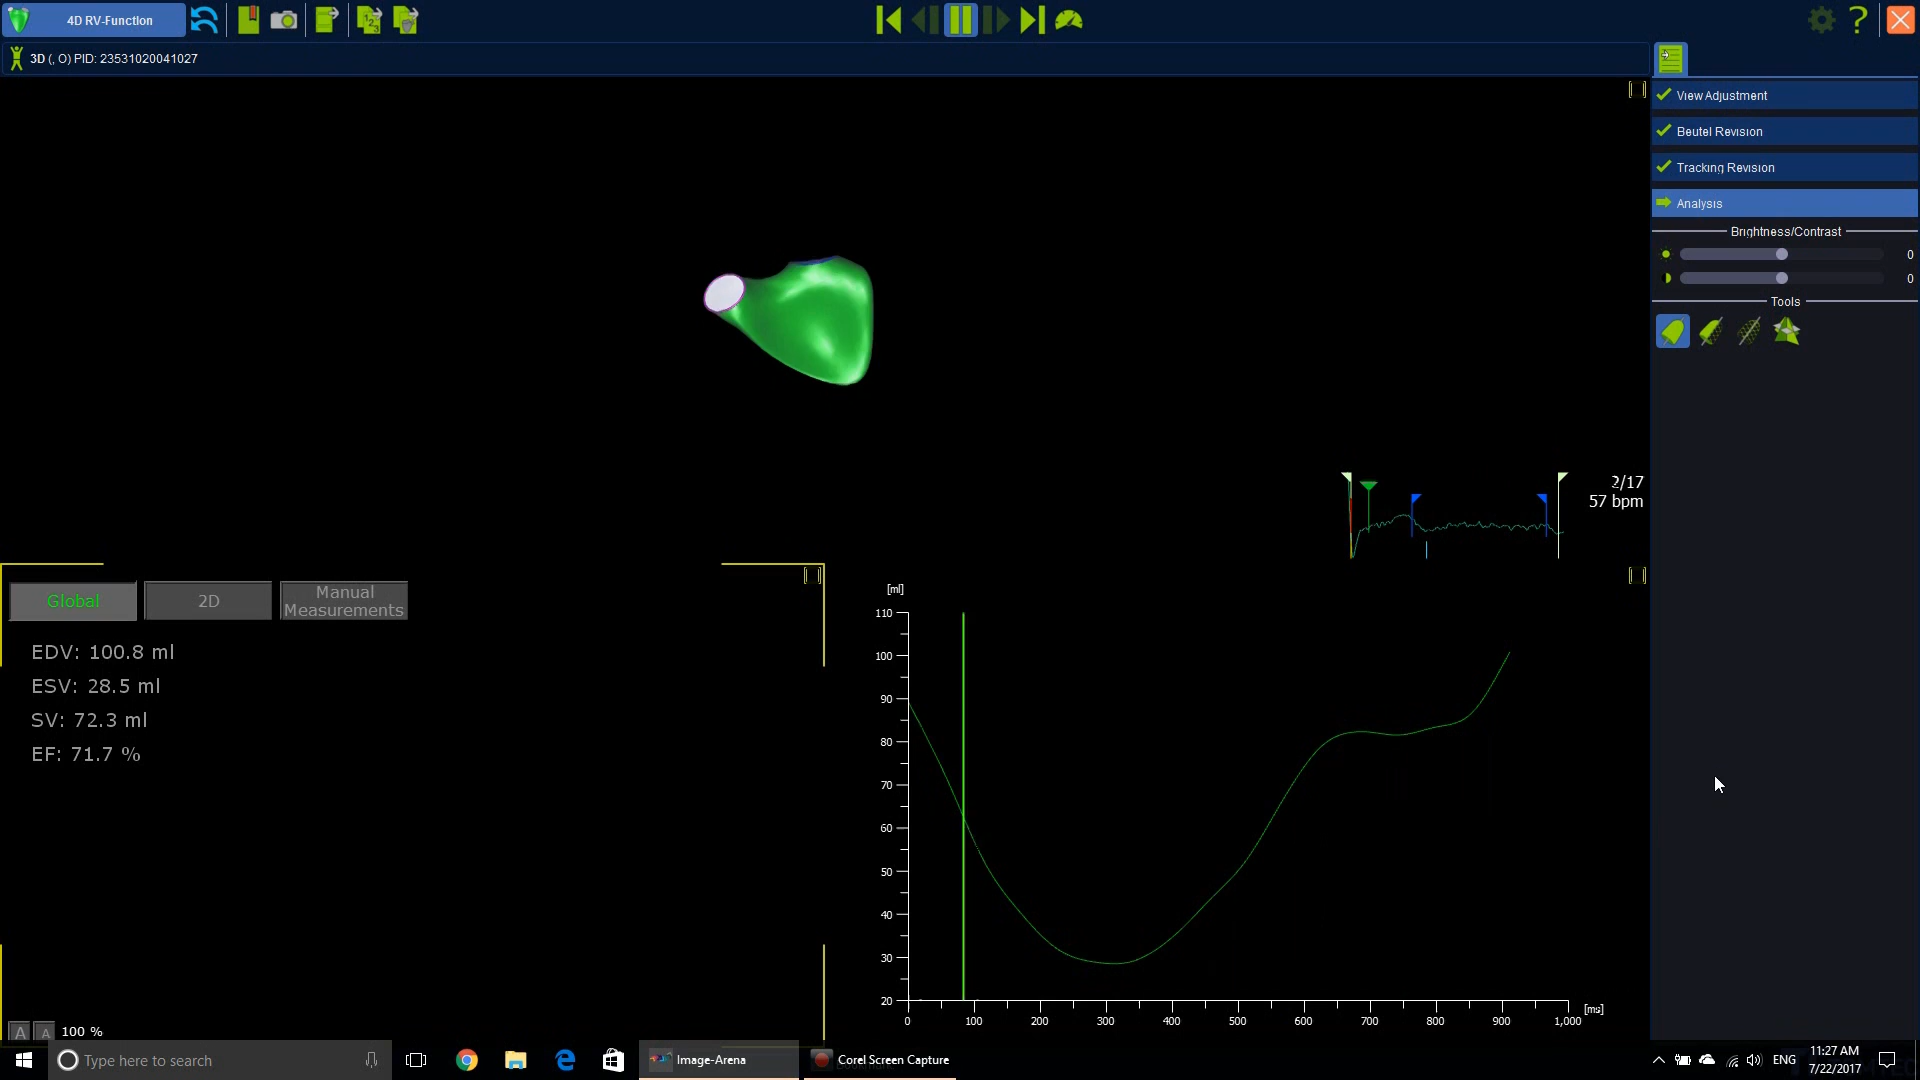 4D RV-Function
3D (, O) PID: 23531020041027
View Adjustment
Beutel Revision
Tracking Revision
Analysis
Brightness/Contrast
0
0
Tools
2/17
57 bpm
Global
2D
Manual
Measurements
EDV: 100.8 ml
ESV: 28.5 ml
SV: 72.3 ml
EF: 71.7 %
A A 100 %
[ml]
110
100
90
80
70
60
50
40
30
20
0 100 200 300 400 500 600 700 800 900 1,000 [ms]
Type here to search
Image-Arena
Corel Screen Capture
ENG
11:27 AM
7/22/2017